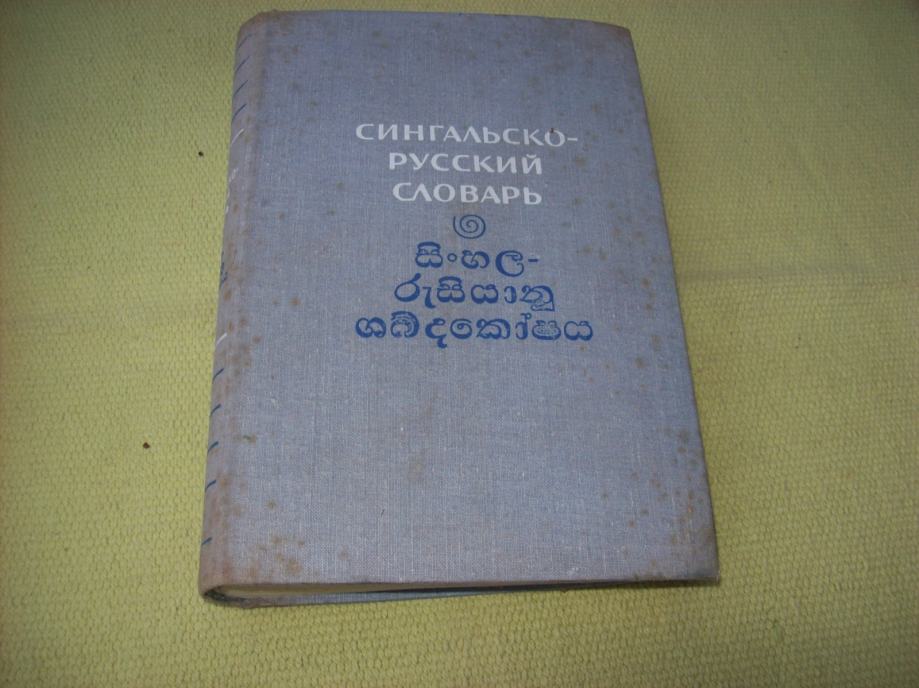 СИНГАЛЬСКО-
РУССКИЙ
СЛОВАРЬ
සිංහල-
රුසියානු
ශබ්දකෝෂය